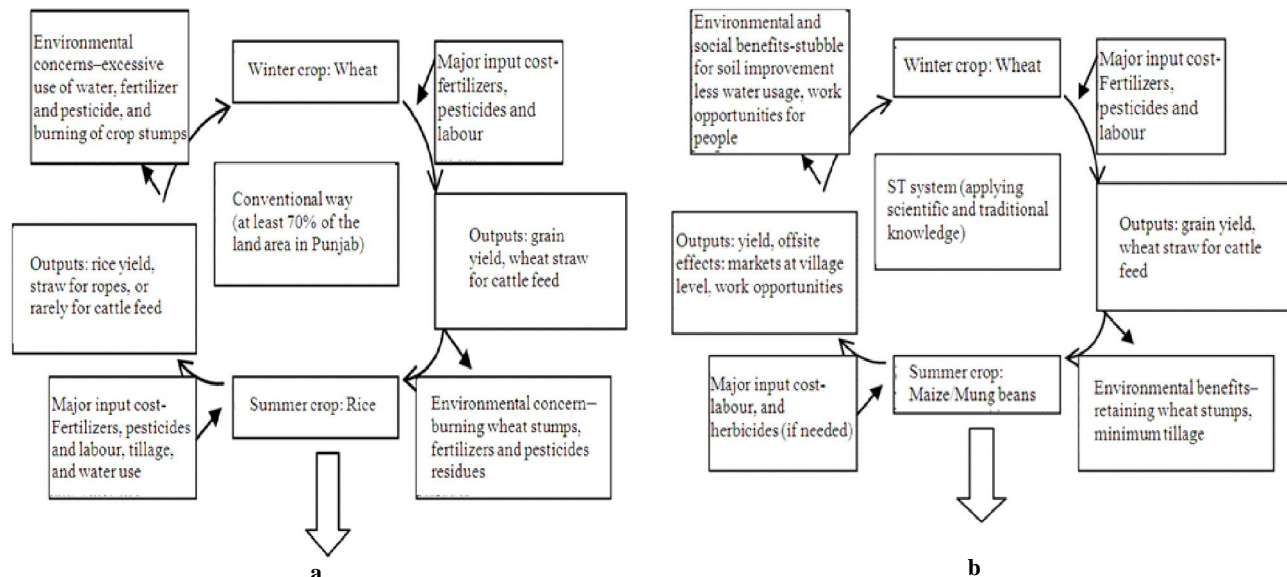 Environmental
concerns–excessive
use of water, fertilizer
and pesticide, and
burning of crop stumps
Winter crop: Wheat
Major input cost-
fertilizers,
pesticides and
labour
Conventional way
(at least 70% of the
land area in Punjab)
Outputs: rice yield,
straw for ropes, or
rarely for cattle feed
Outputs: grain
yield, wheat straw
for cattle feed
Major input cost-
Fertilizers, pesticides
and labour, tillage,
and water use
Summer crop: Rice
Environmental concern–
burning wheat stumps,
fertilizers and pesticides
residues
a
Environmental and
social benefits-stubble
for soil improvement
less water usage, work
opportunities for
people
Winter crop: Wheat
Major input cost-
Fertilizers,
pesticides and
labour
ST system (applying
scientific and traditional
knowledge)
Outputs: yield, offsite
effects: markets at village
level, work opportunities
Outputs: grain yield,
wheat straw for cattle
feed
Major input cost-
labour, and
herbicides (if needed)
Summer crop:
Maize/Mung beans
Environmental benefits–
retaining wheat stumps,
minimum tillage
b